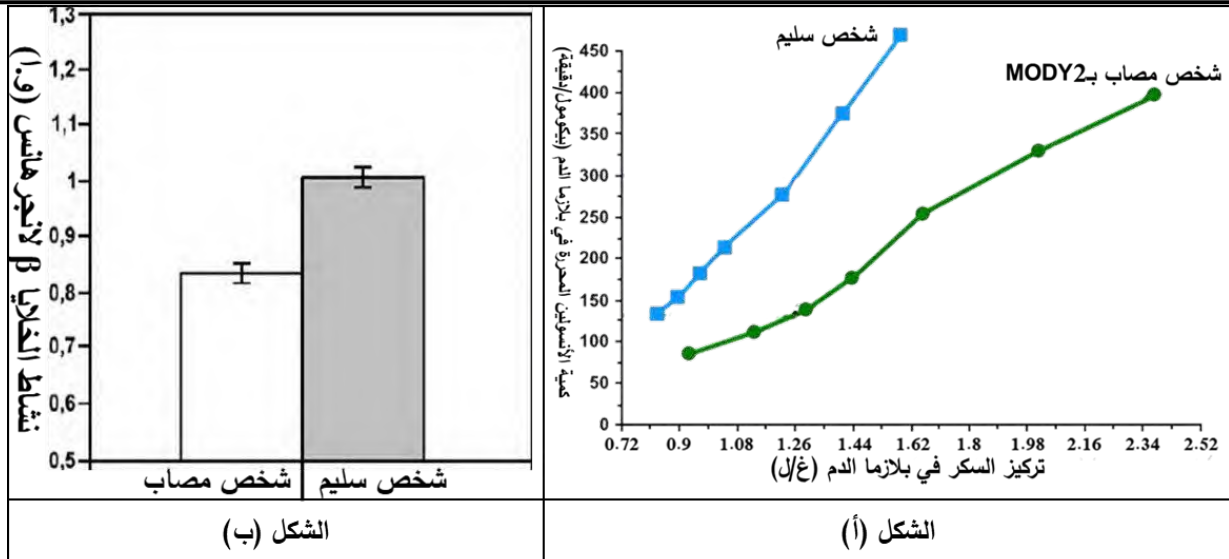 كمية الأنسولين المحررة في بلازما الدم (بيكومول/دقيقة)
450
400
350
300
250
200
150
100
50
0
شخص سليم
شخص مصاب بـMODY2
0.72 0.9 1.08 1.26 1.44 1.62 1.8 1.98 2.16 2.34 2.52
تركيز السكر في بلازما الدم (غ/ل)
الشكل (أ)
نشاط الخلايا β لانجرهانس (و.ا)
1,3
1,2
1,1
1
0,9
0,8
0,7
0,6
0,5
شخص سليم
شخص مصاب
الشكل (ب)